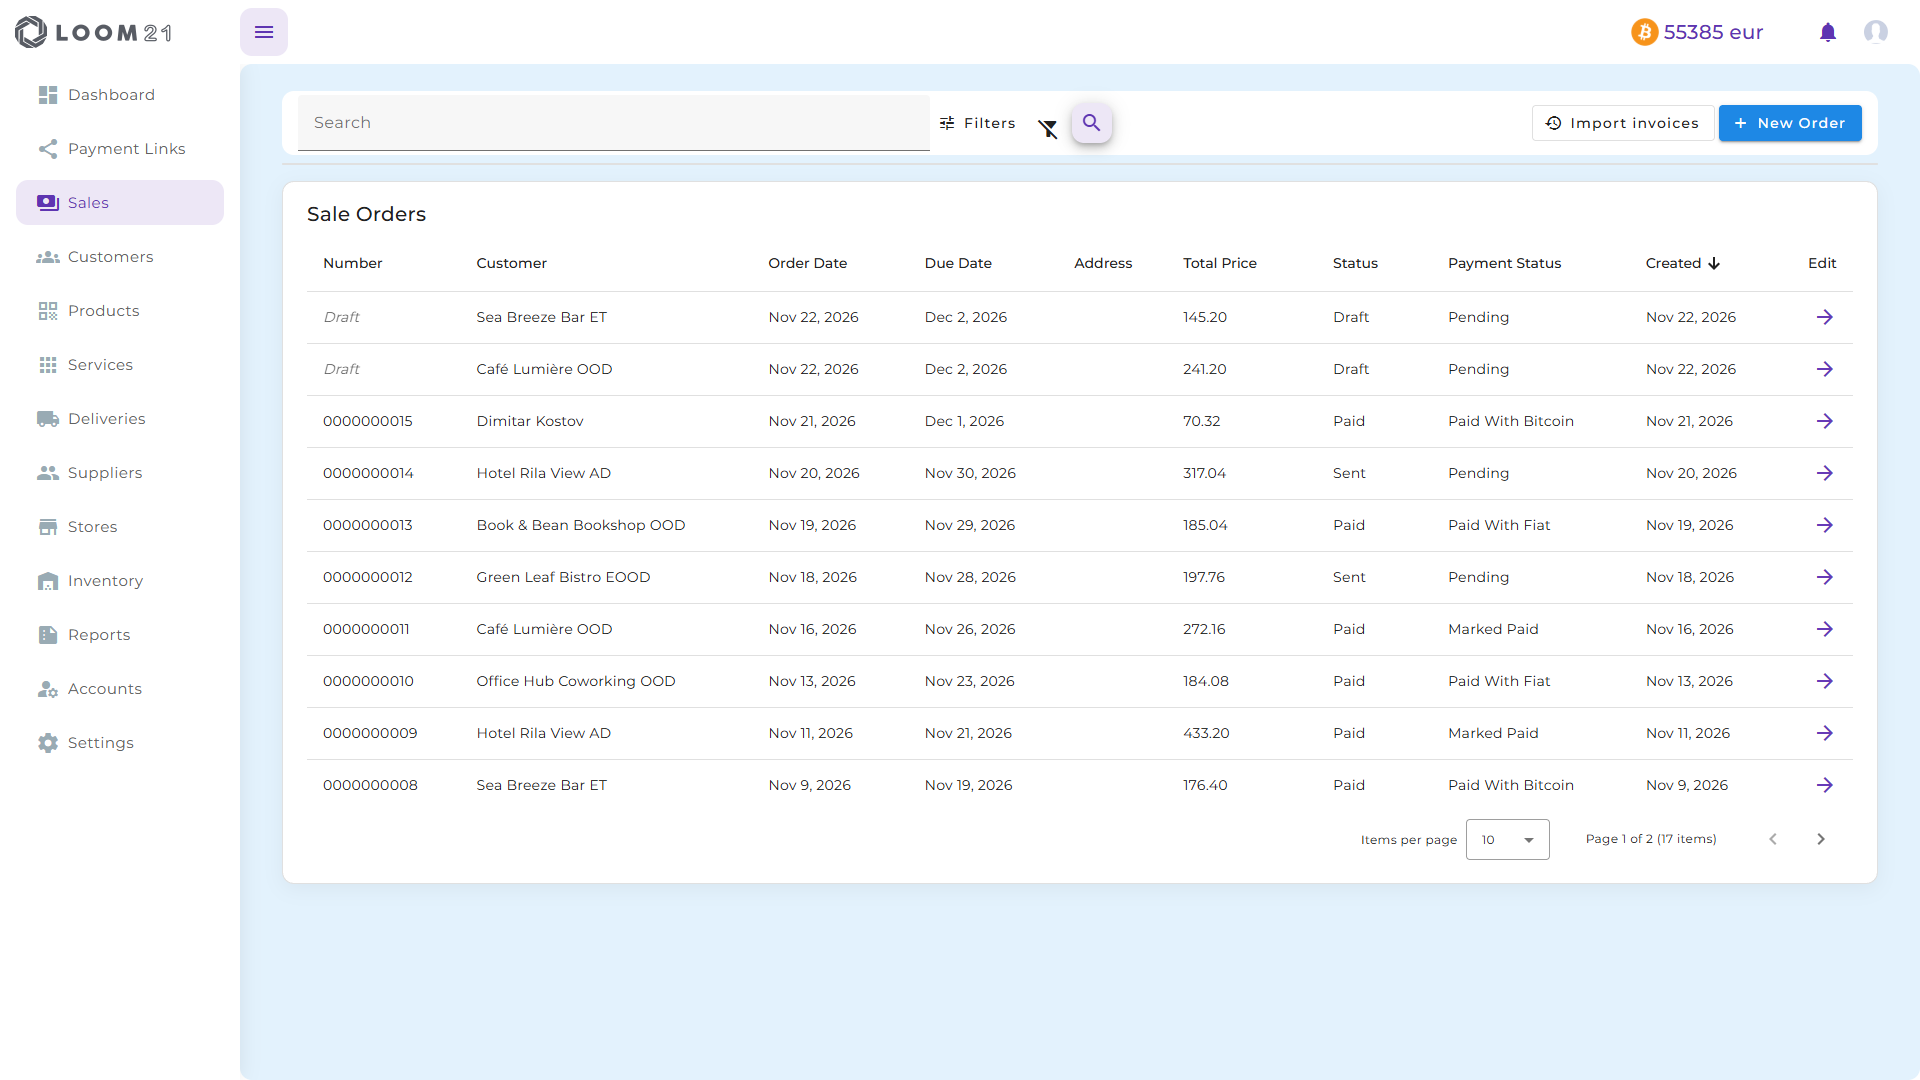 LOOM21
55385 eur
Dashboard
Payment Links
Sales
Customers
Products
Services
Deliveries
Suppliers
Stores
Inventory
Reports
Accounts
Settings
Search
Filters
Import invoices
+ New Order
Sale Orders
Number Customer Order Date Due Date Address Total Price Status Payment Status Created Edit
Draft Sea Breeze Bar ET Nov 22, 2026 Dec 2, 2026 145.20 Draft Pending Nov 22, 2026
Draft Café Lumière OOD Nov 22, 2026 Dec 2, 2026 241.20 Draft Pending Nov 22, 2026
0000000015 Dimitar Kostov Nov 21, 2026 Dec 1, 2026 70.32 Paid Paid With Bitcoin Nov 21, 2026
0000000014 Hotel Rila View AD Nov 20, 2026 Nov 30, 2026 317.04 Sent Pending Nov 20, 2026
0000000013 Book & Bean Bookshop OOD Nov 19, 2026 Nov 29, 2026 185.04 Paid Paid With Fiat Nov 19, 2026
0000000012 Green Leaf Bistro EOOD Nov 18, 2026 Nov 28, 2026 197.76 Sent Pending Nov 18, 2026
0000000011 Café Lumière OOD Nov 16, 2026 Nov 26, 2026 272.16 Paid Marked Paid Nov 16, 2026
0000000010 Office Hub Coworking OOD Nov 13, 2026 Nov 23, 2026 184.08 Paid Paid With Fiat Nov 13, 2026
0000000009 Hotel Rila View AD Nov 11, 2026 Nov 21, 2026 433.20 Paid Marked Paid Nov 11, 2026
0000000008 Sea Breeze Bar ET Nov 9, 2026 Nov 19, 2026 176.40 Paid Paid With Bitcoin Nov 9, 2026
Items per page 10 Page 1 of 2 (17 items)